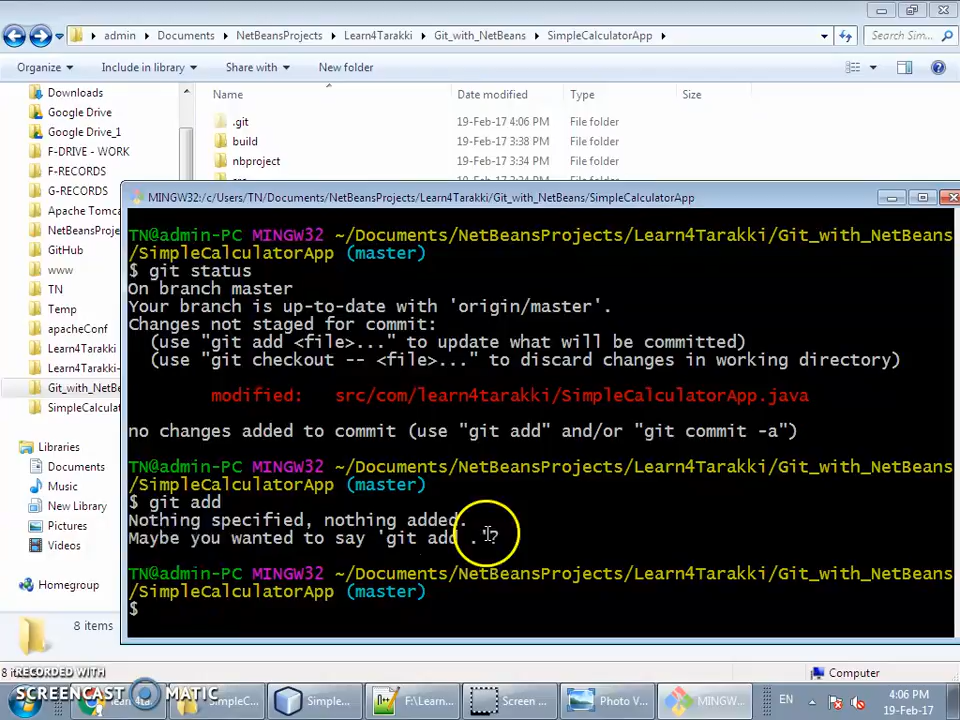 admin Documents NetBeansProjects Learn4Tarakki Git_with_NetBeans SimpleCalculatorApp Search Sim...
Organize Include in library Share with New folder
Name Date modified Type Size
Downloads
Google Drive
Google Drive_1
F-DRIVE - WORK
F-RECORDS
G-RECORDS
Apache Tomca
NetBeansProje
GitHub
www
TN
Temp
apacheConf
Learn4Tarakki
Learn4Tarakki-
Git_with_NetBe
SimpleCalculat
Libraries
Documents
Music
New Library
Pictures
Videos
Homegroup
.git 19-Feb-17 4:06 PM File folder
build 19-Feb-17 3:38 PM File folder
nbproject 19-Feb-17 3:34 PM File folder
MINGW32:/c/Users/TN/Documents/NetBeansProjects/Learn4Tarakki/Git_with_NetBeans/SimpleCalculatorApp
TN@admin-PC MINGW32 ~/Documents/NetBeansProjects/Learn4Tarakki/Git_with_NetBeans
/SimpleCalculatorApp (master)
$ git status
On branch master
Your branch is up-to-date with 'origin/master'.
Changes not staged for commit:
(use "git add <file>..." to update what will be committed)
(use "git checkout -- <file>..." to discard changes in working directory)
modified: src/com/learn4tarakki/SimpleCalculatorApp.java
no changes added to commit (use "git add" and/or "git commit -a")
TN@admin-PC MINGW32 ~/Documents/NetBeansProjects/Learn4Tarakki/Git_with_NetBeans
/SimpleCalculatorApp (master)
$ git add
Nothing specified, nothing added.
Maybe you wanted to say 'git add .'?
TN@admin-PC MINGW32 ~/Documents/NetBeansProjects/Learn4Tarakki/Git_with_NetBeans
/SimpleCalculatorApp (master)
$
8 items
Computer
RECORDED WITH
SCREENCAST MATIC
SimpleC... Simple... F:\Learn... Screen ... Photo V... MINGW... EN 4:06 PM
19-Feb-17